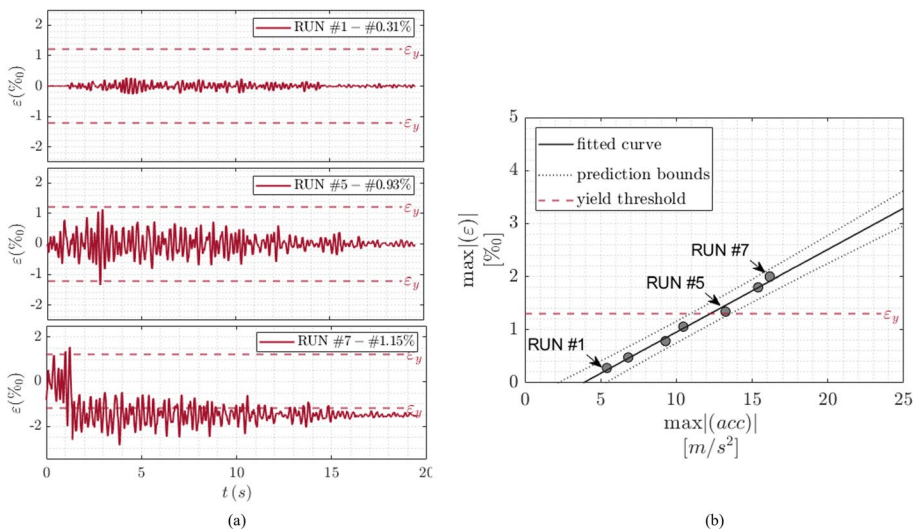 2
1
0
-1
-2
ε(‰)
RUN #1 − #0.31%
ε_y
ε_y
2
1
0
-1
-2
ε(‰)
RUN #5 − #0.93%
ε_y
ε_y
2
0
-2
ε(‰)
RUN #7 − #1.15%
ε_y
ε_y
0
5
10
15
20
t (s)
(a)
5
4
3
2
1
0
max|(ε)|
[‰]
fitted curve
prediction bounds
yield threshold
RUN #7
RUN #5
RUN #1
ε_y
0
5
10
15
20
25
max|(acc)|
[m/s²]
(b)